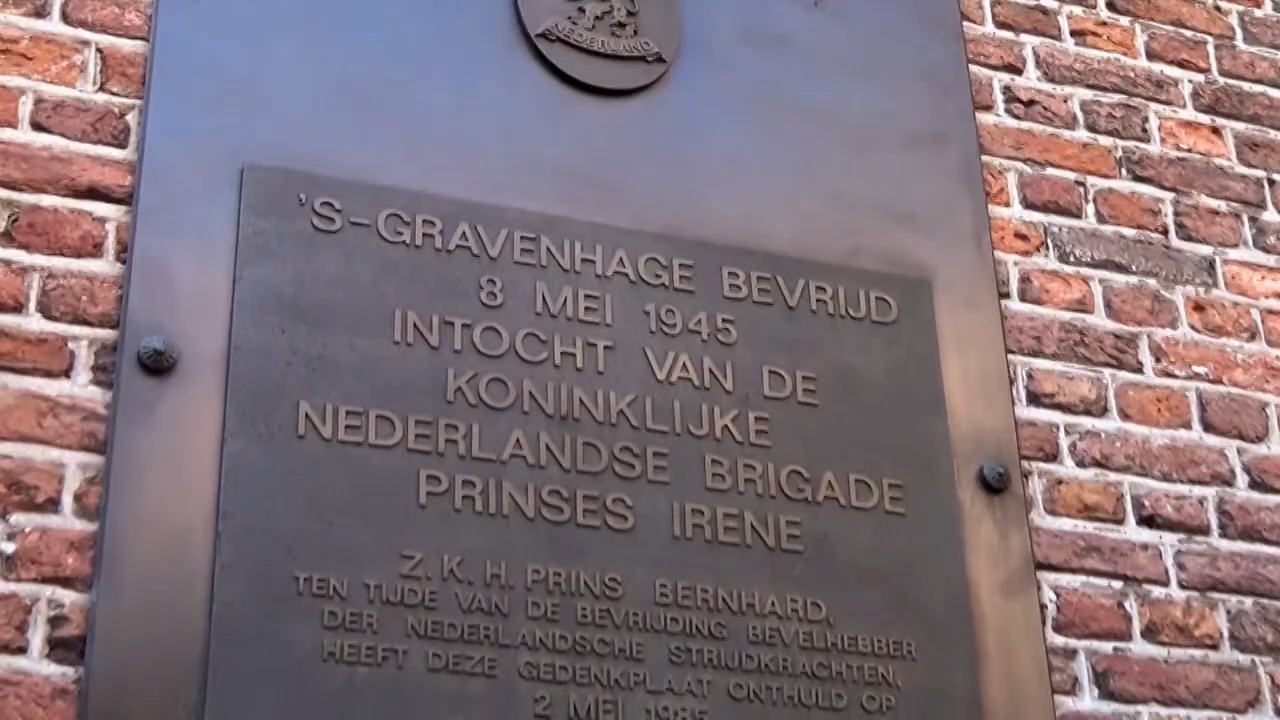 NEDERLAND
'S-GRAVENHAGE BEVRIJD
8 MEI 1945
INTOCHT VAN DE
KONINKLIJKE
NEDERLANDSE BRIGADE
PRINSES IRENE
Z.K.H. PRINS BERNHARD,
TEN TIJDE VAN DE BEVRIJDING BEVELHEBBER
DER NEDERLANDSCHE STRIJDKRACHTEN,
HEEFT DEZE GEDENKPLAAT ONTHULD OP
2 MEI 1985